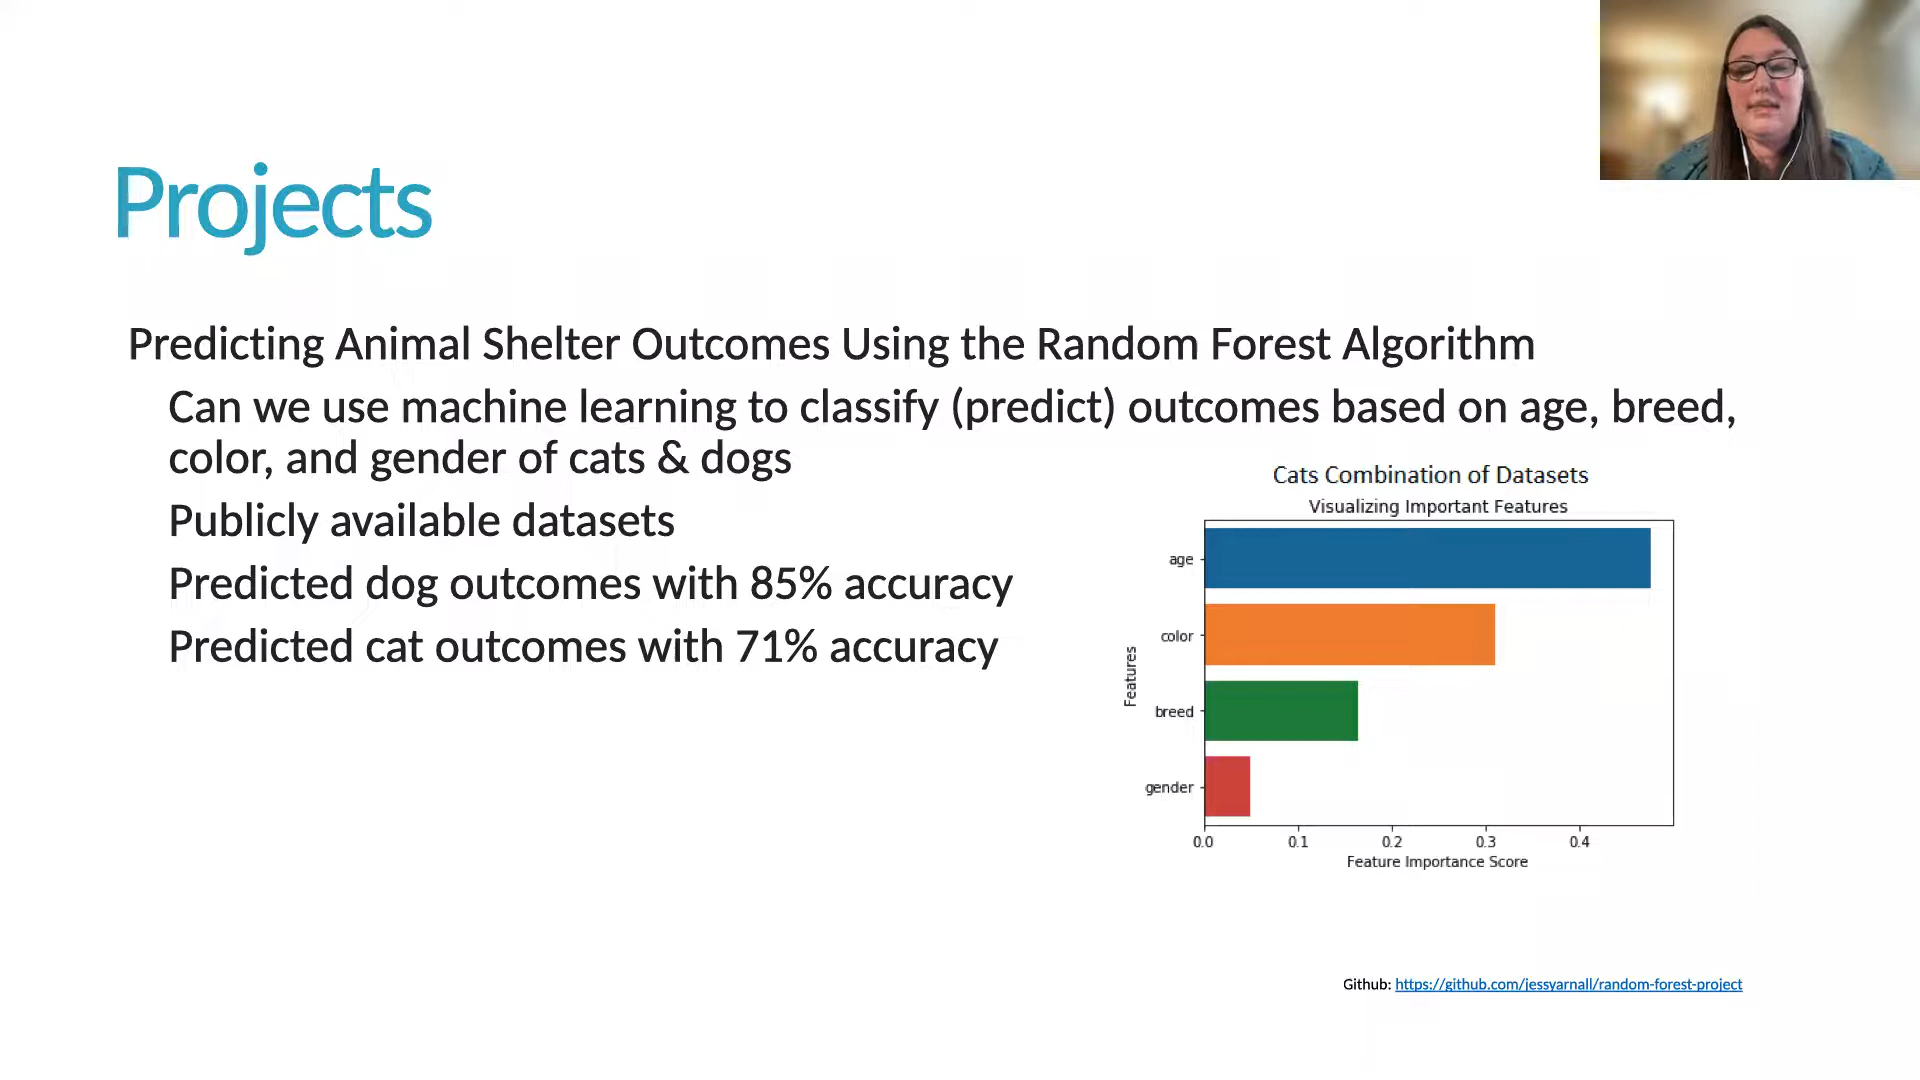 Projects
Predicting Animal Shelter Outcomes Using the Random Forest Algorithm
Can we use machine learning to classify (predict) outcomes based on age, breed,
color, and gender of cats & dogs
Publicly available datasets
Predicted dog outcomes with 85% accuracy
Predicted cat outcomes with 71% accuracy
Cats Combination of Datasets
Visualizing Important Features
Features
age
color
breed
gender
0.0 0.1 0.2 0.3 0.4
Feature Importance Score
Github: https://github.com/jessyarnall/random-forest-project